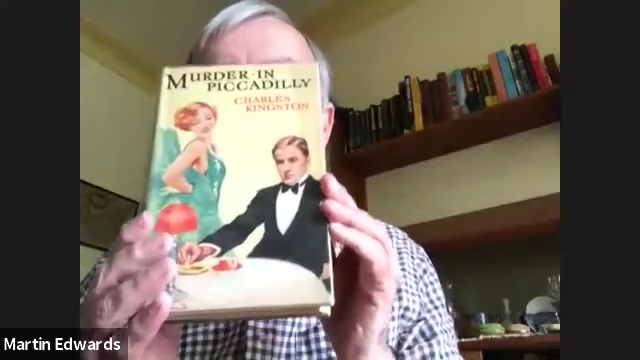 MURDER IN
PICCADILLY
CHARLES
KINGSTON
Martin Edwards